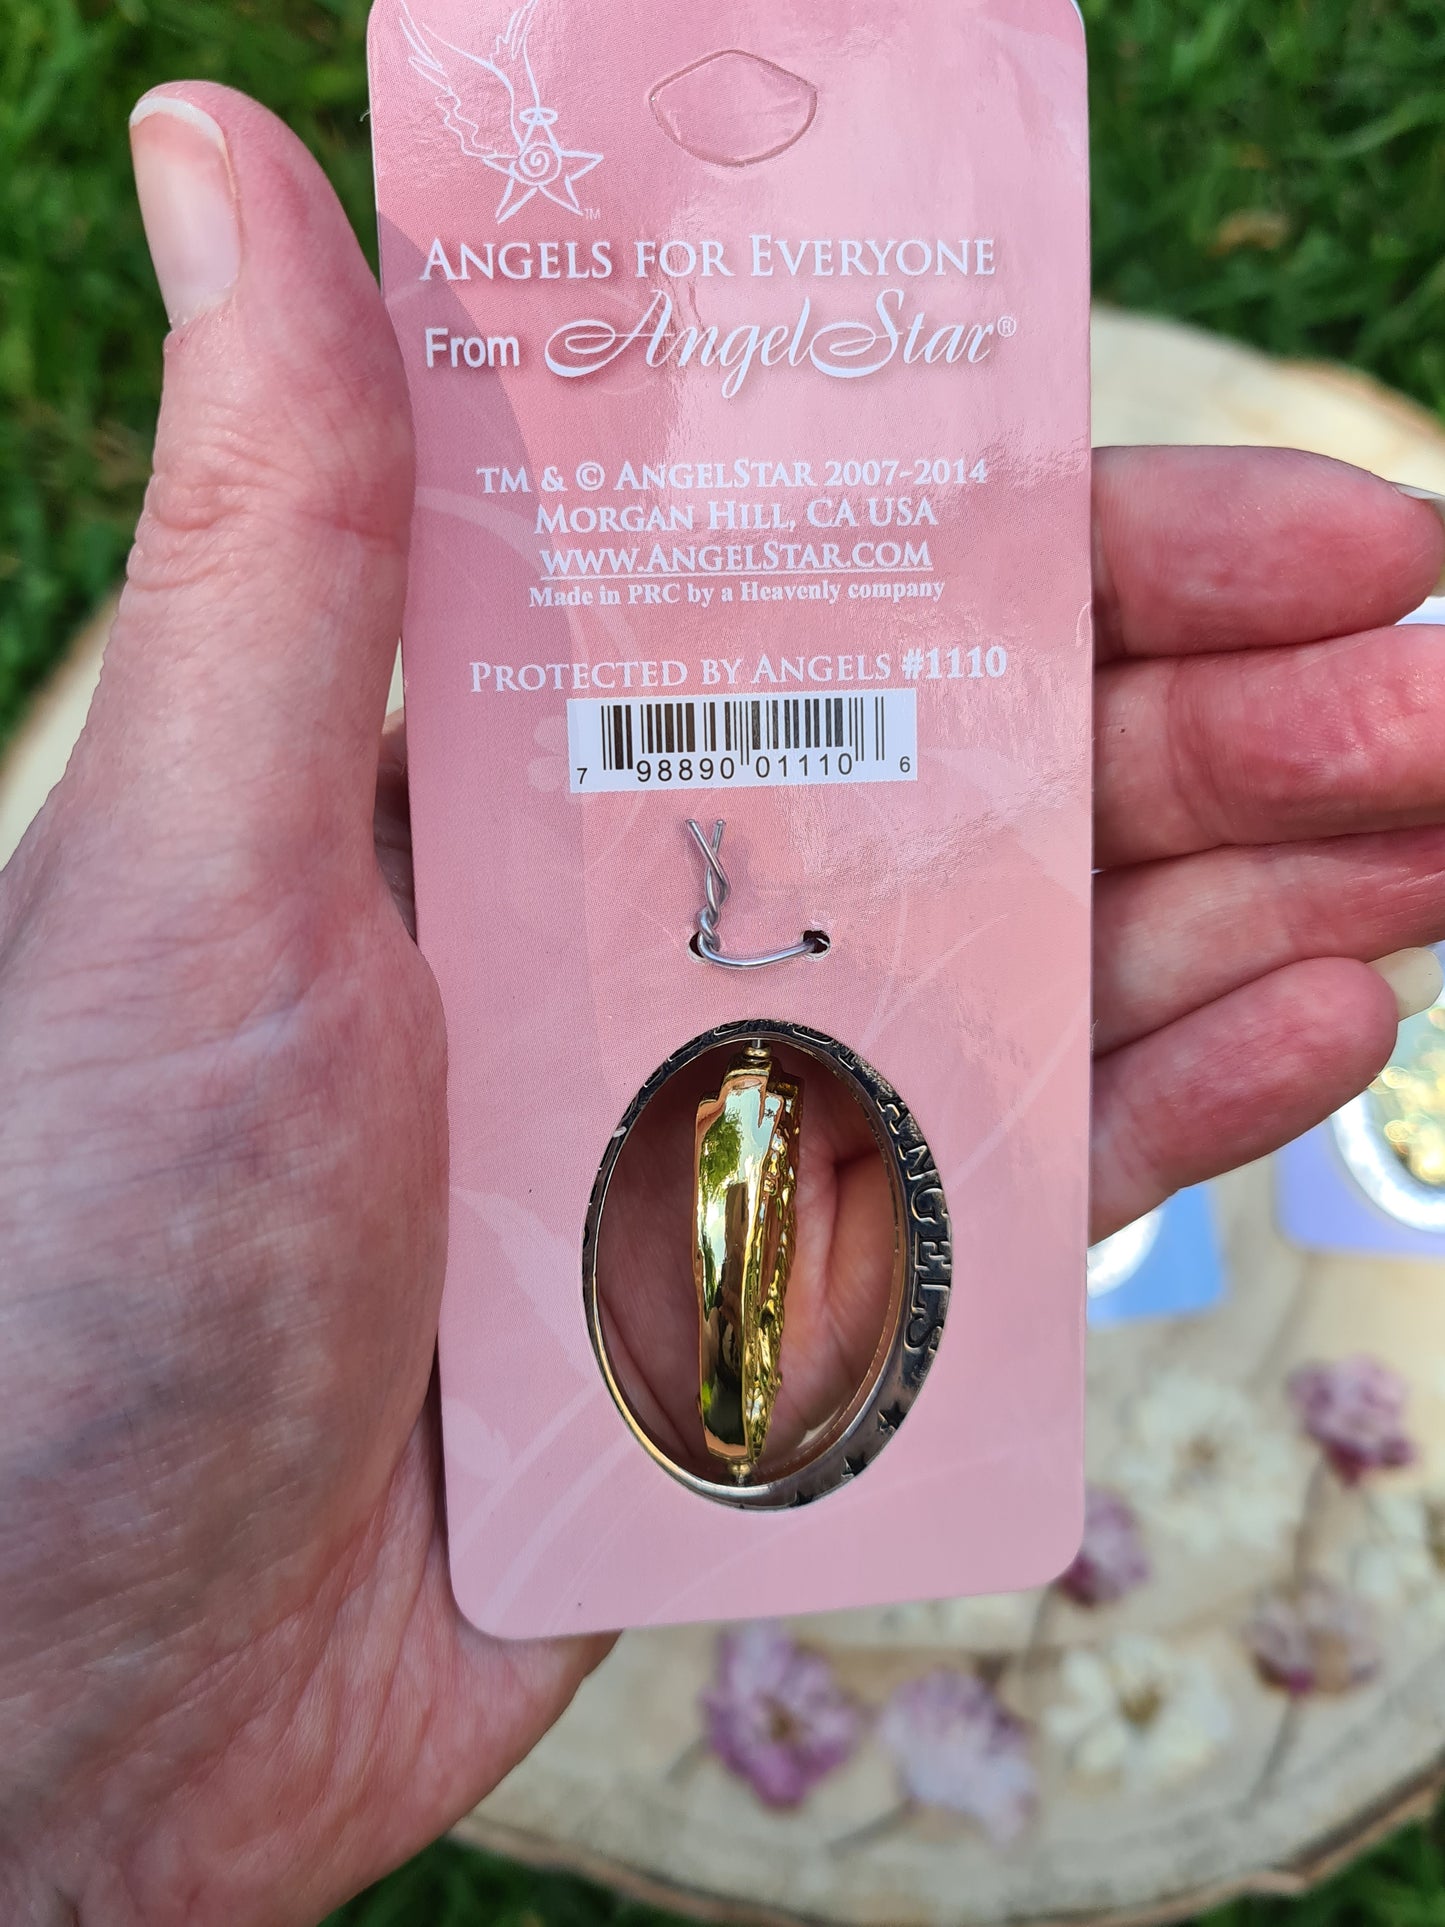 TM
ANGELS FOR EVERYONE
From AngelStar®
TM & © ANGELSTAR 2007-2014
MORGAN HILL, CA USA
WWW.ANGELSTAR.COM
Made in PRC by a Heavenly company
PROTECTED BY ANGELS #1110
7 98890 01110 6
ANGELS